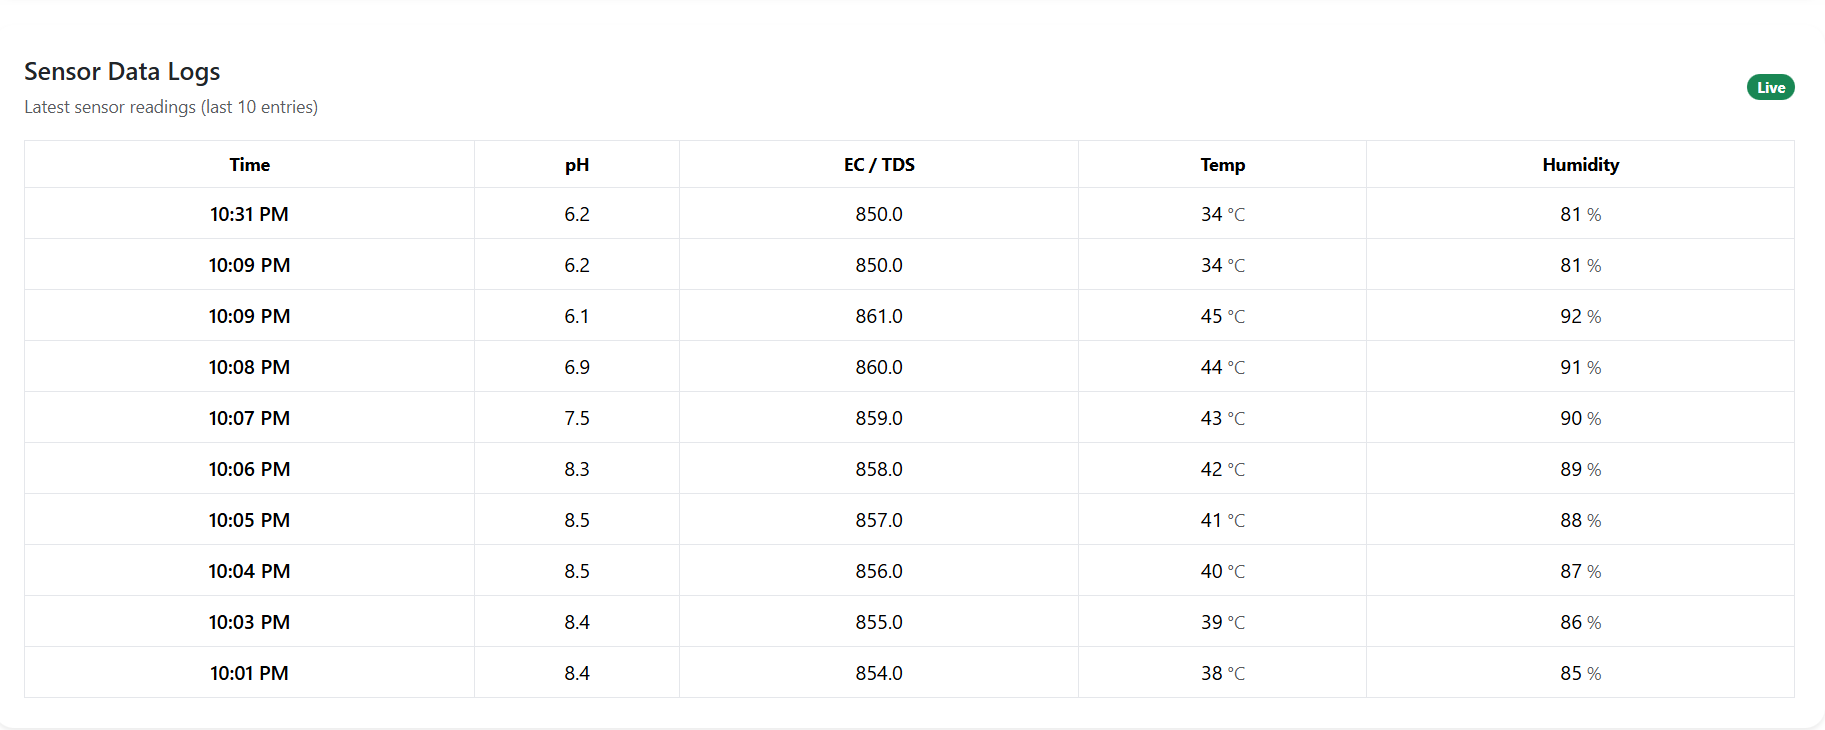 Sensor Data Logs
Latest sensor readings (last 10 entries)
Live
Time pH EC / TDS Temp Humidity
10:31 PM 6.2 850.0 34 °C 81 %
10:09 PM 6.2 850.0 34 °C 81 %
10:09 PM 6.1 861.0 45 °C 92 %
10:08 PM 6.9 860.0 44 °C 91 %
10:07 PM 7.5 859.0 43 °C 90 %
10:06 PM 8.3 858.0 42 °C 89 %
10:05 PM 8.5 857.0 41 °C 88 %
10:04 PM 8.5 856.0 40 °C 87 %
10:03 PM 8.4 855.0 39 °C 86 %
10:01 PM 8.4 854.0 38 °C 85 %